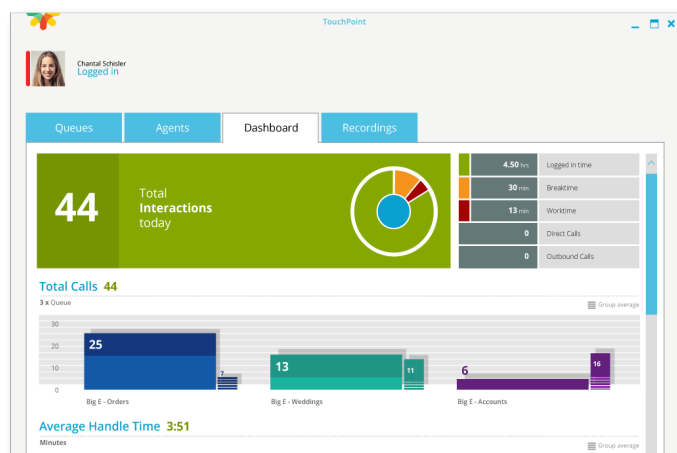 TouchPoint
Chantal Schisler
Logged in
Queues
Agents
Dashboard
Recordings
44
Total
Interactions
today
4.50 hrs Logged in time
30 min Breaktime
13 min Worktime
0 Direct Calls
0 Outbound Calls
Total Calls 44
3 x Queue
Group average
30
20
10
0
25
7
13
11
6
16
Big E - Orders
Big E - Weddings
Big E - Accounts
Average Handle Time 3:51
Minutes
Group average